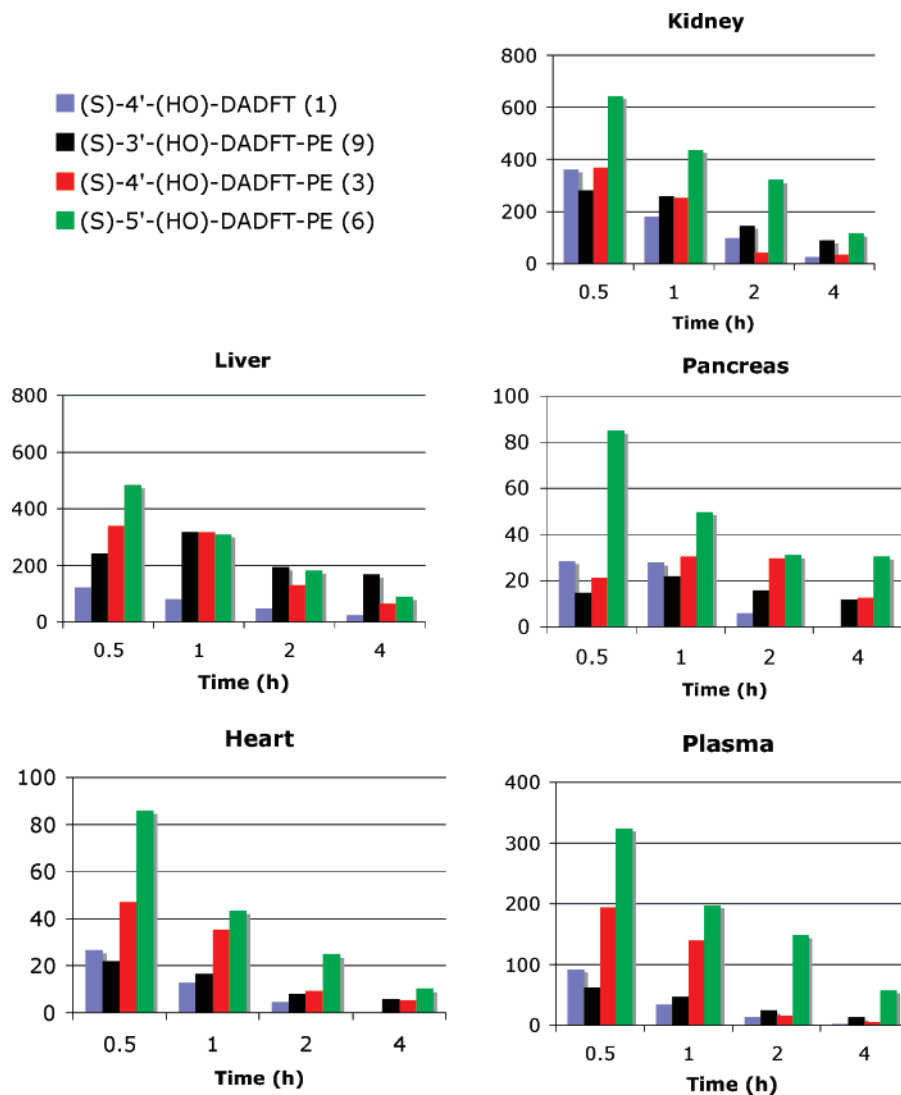 Kidney
(S)-4'-(HO)-DADFT (1)
(S)-3'-(HO)-DADFT-PE (9)
(S)-4'-(HO)-DADFT-PE (3)
(S)-5'-(HO)-DADFT-PE (6)
800
600
400
200
0
0.5 1 2 4
Time (h)
Liver
800
600
400
200
0
0.5 1 2 4
Time (h)
Pancreas
100
80
60
40
20
0
0.5 1 2 4
Time (h)
Heart
100
80
60
40
20
0
0.5 1 2 4
Time (h)
Plasma
400
300
200
100
0
0.5 1 2 4
Time (h)